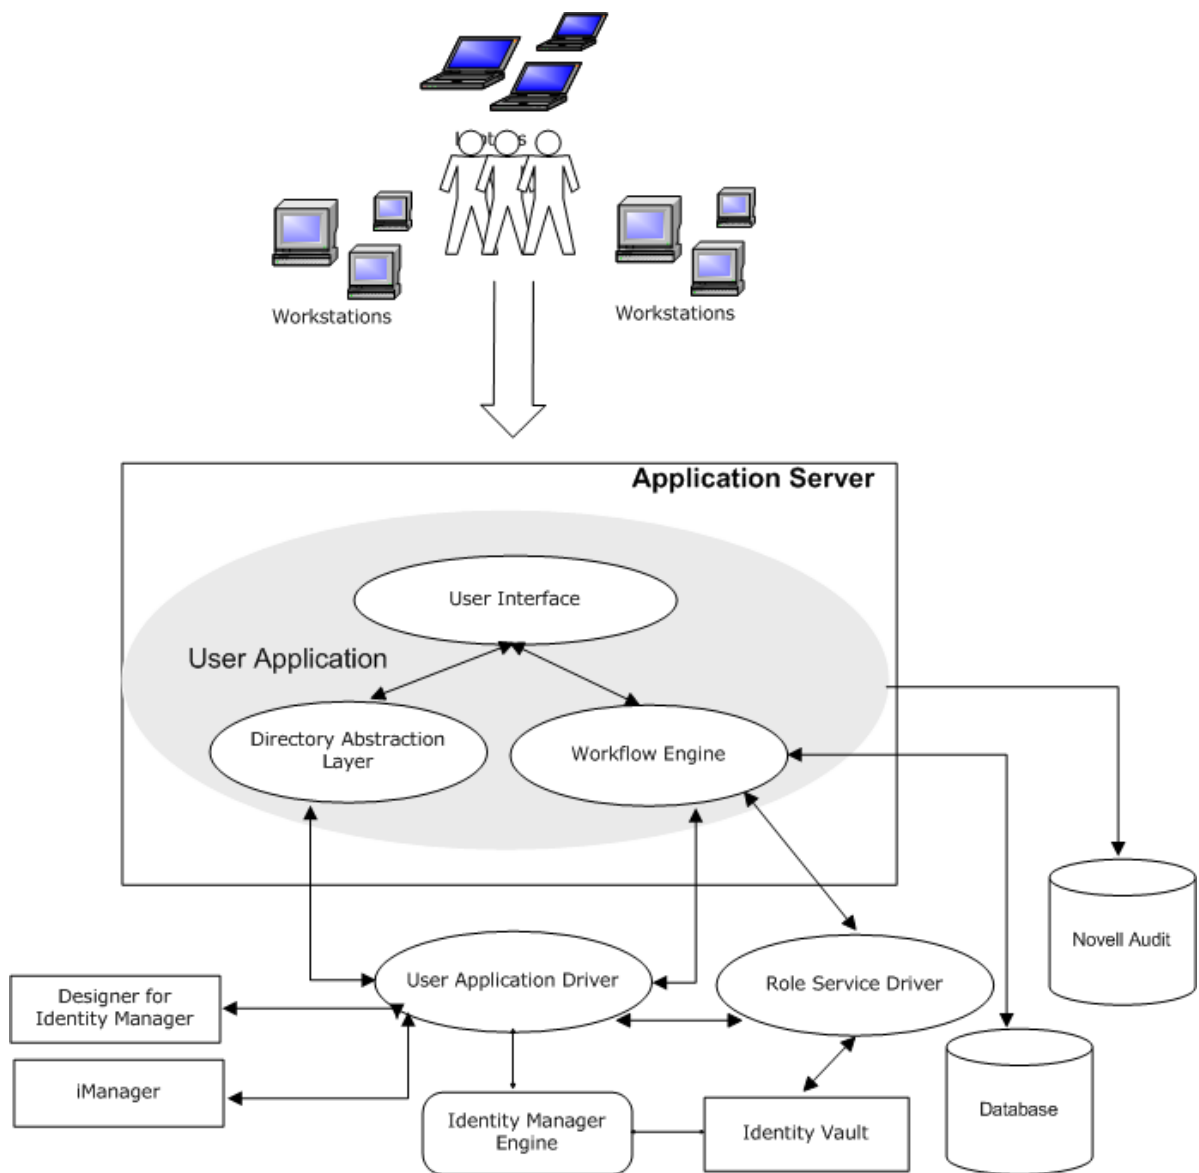 Workstations
Workstations
Application Server
User Interface
User Application
Directory Abstraction
Layer
Workflow Engine
Novell Audit
User Application Driver
Role Service Driver
Designer for
Identity Manager
iManager
Identity Manager
Engine
Identity Vault
Database